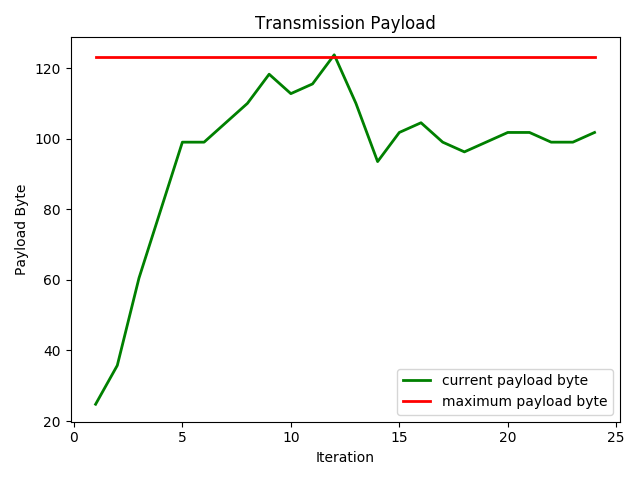 Transmission Payload
120
100
80
60
40
20
Payload Byte
0
5
10
15
20
25
Iteration
current payload byte
maximum payload byte